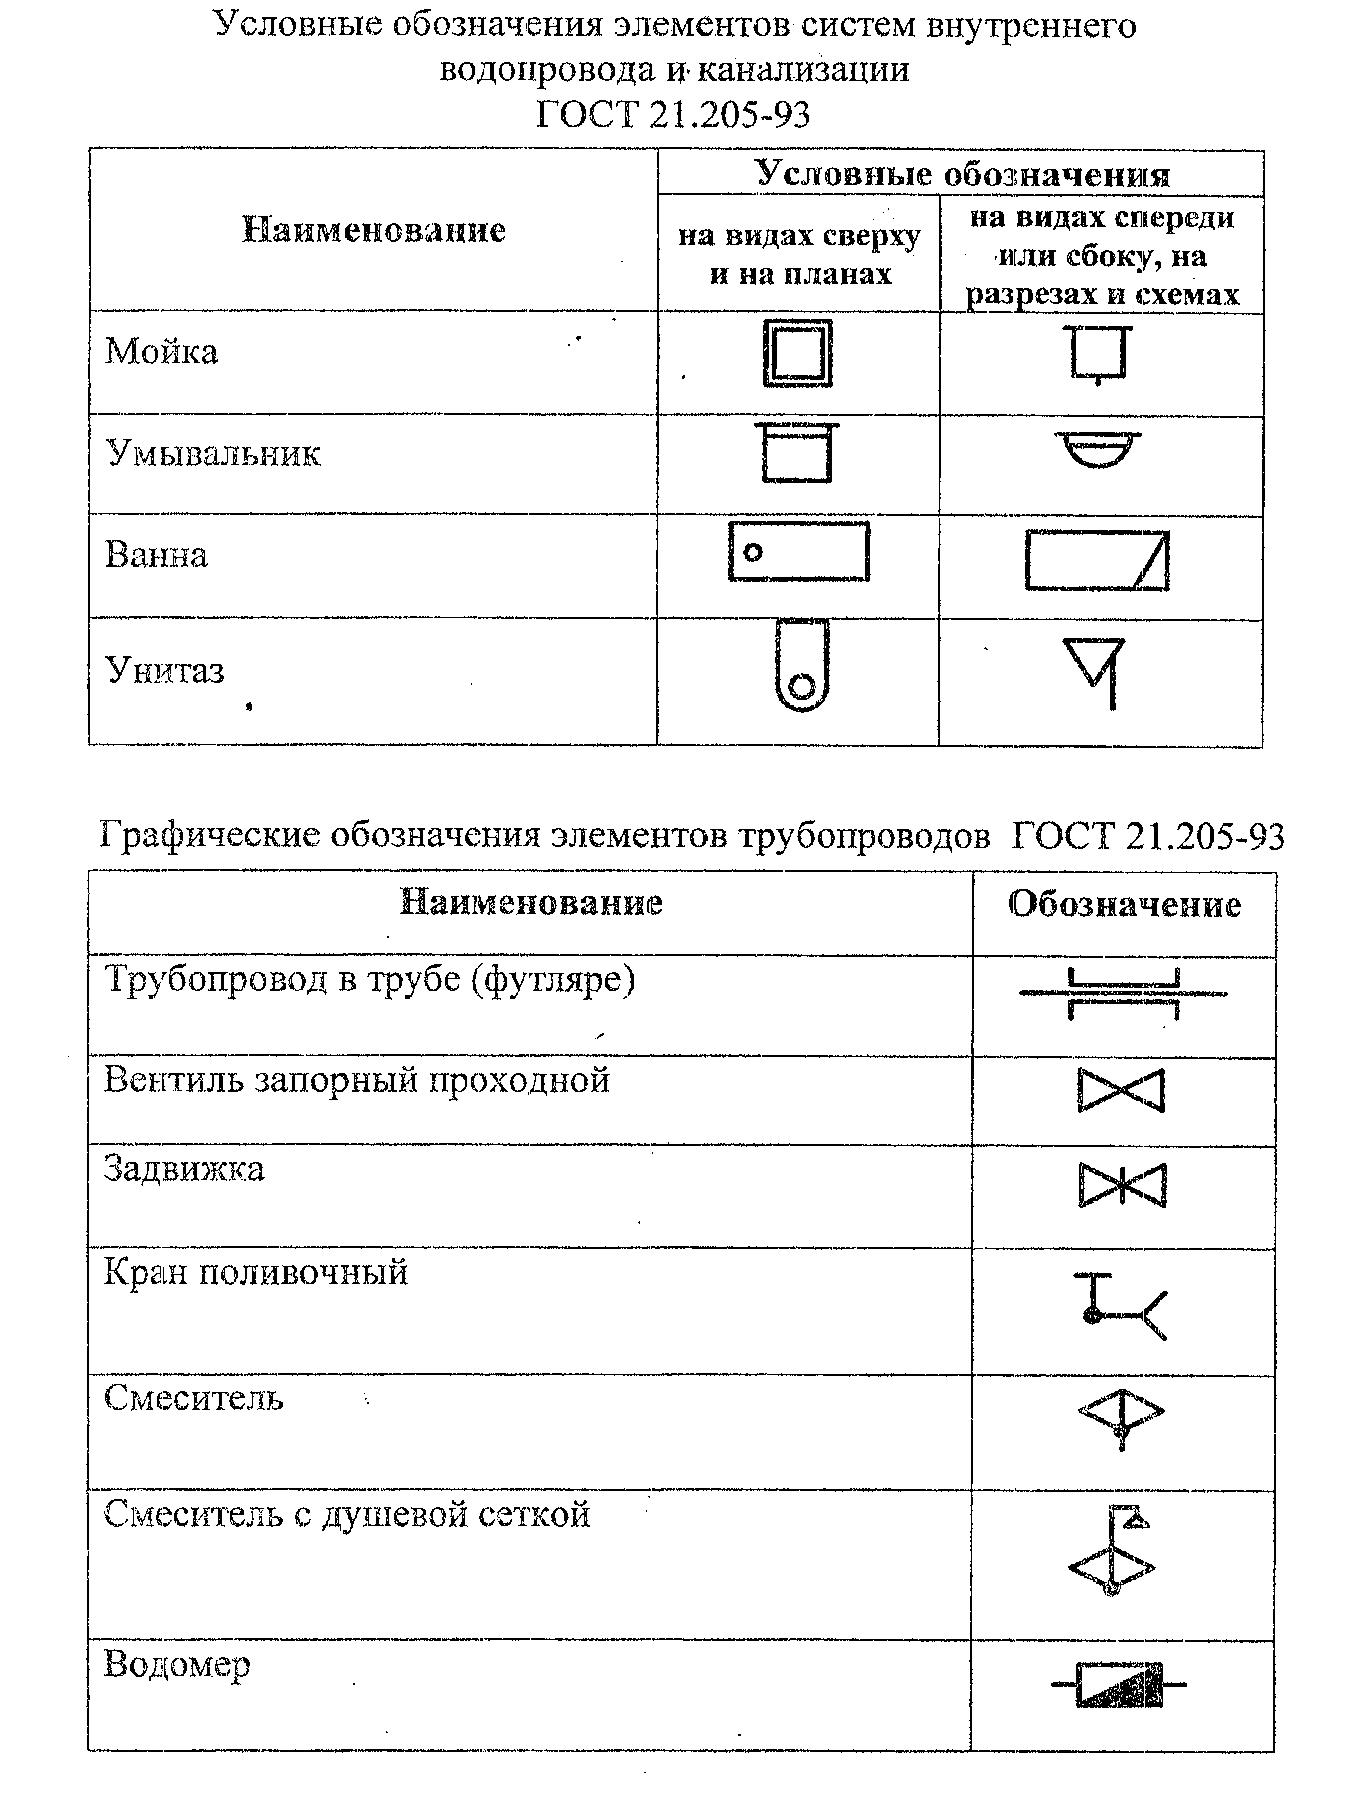 Условные обозначения элементов систем внутреннего
водопровода и канализации
ГОСТ 21.205-93
Наименование
Условные обозначения
на видах сверху
и на планах
на видах спереди
или сбоку, на
разрезах и схемах
Мойка
Умывальник
Ванна
Унитаз
Графические обозначения элементов трубопроводов ГОСТ 21.205-93
Наименование
Обозначение
Трубопровод в трубе (футляре)
Вентиль запорный проходной
Задвижка
Кран поливочный
Смеситель
Смеситель с душевой сеткой
Водомер